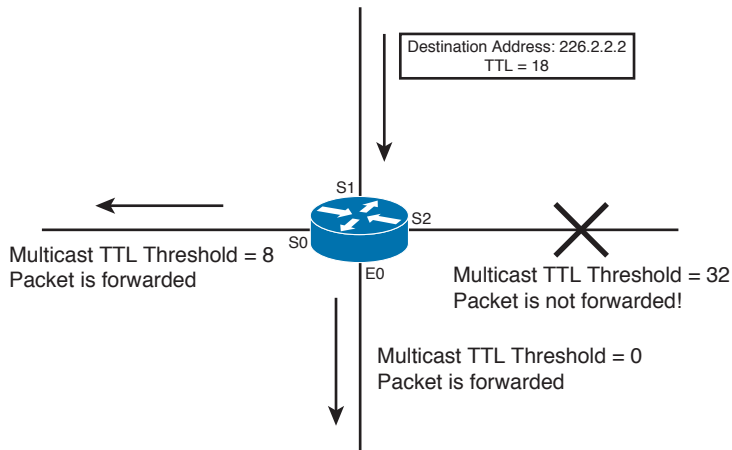 Destination Address: 226.2.2.2
TTL = 18
S1
S2
S0
E0
Multicast TTL Threshold = 8
Packet is forwarded
Multicast TTL Threshold = 32
Packet is not forwarded!
Multicast TTL Threshold = 0
Packet is forwarded